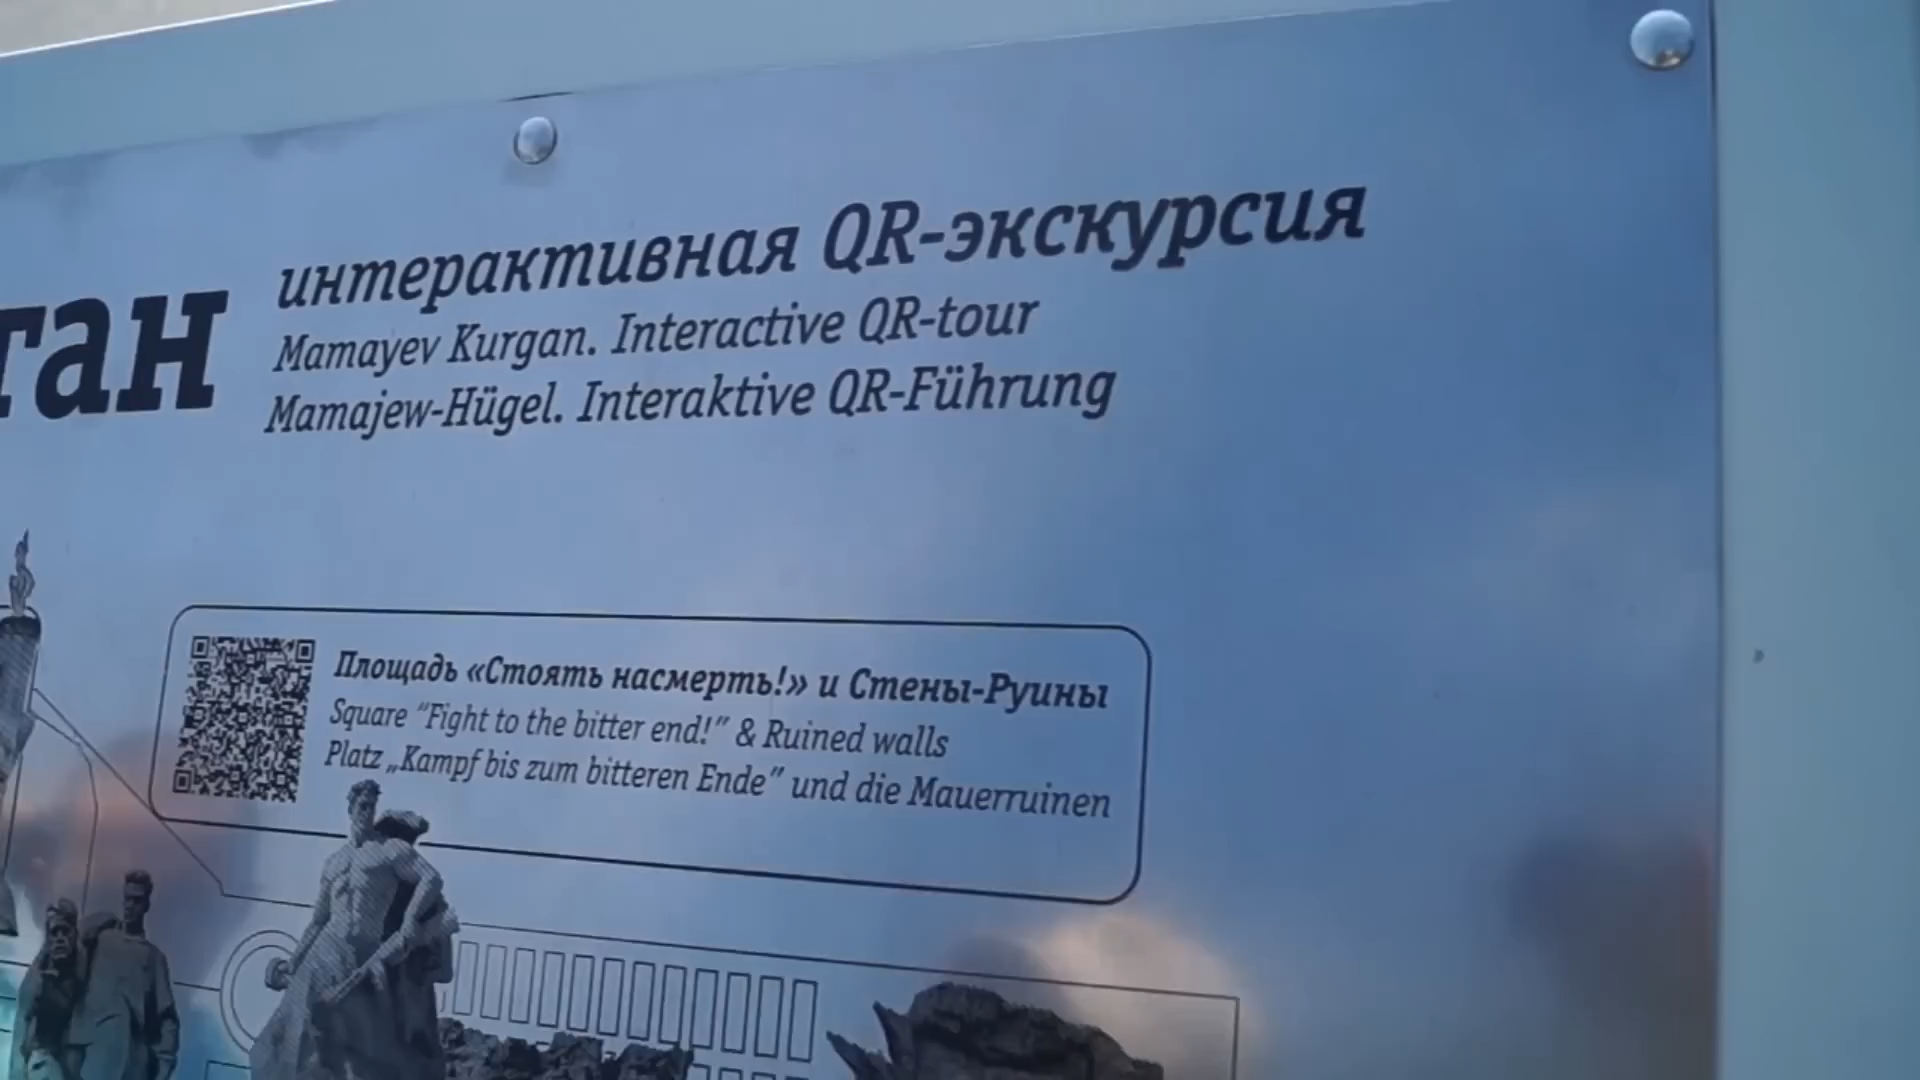 интерактивная QR-экскурсия
Mamayev Kurgan. Interactive QR-tour
Mamajew-Hügel. Interaktive QR-Führung
Площадь «Стоять насмерть!» и Стены-Руины
Square “Fight to the bitter end!” & Ruined walls
Platz „Kampf bis zum bitteren Ende” und die Mauerruinen